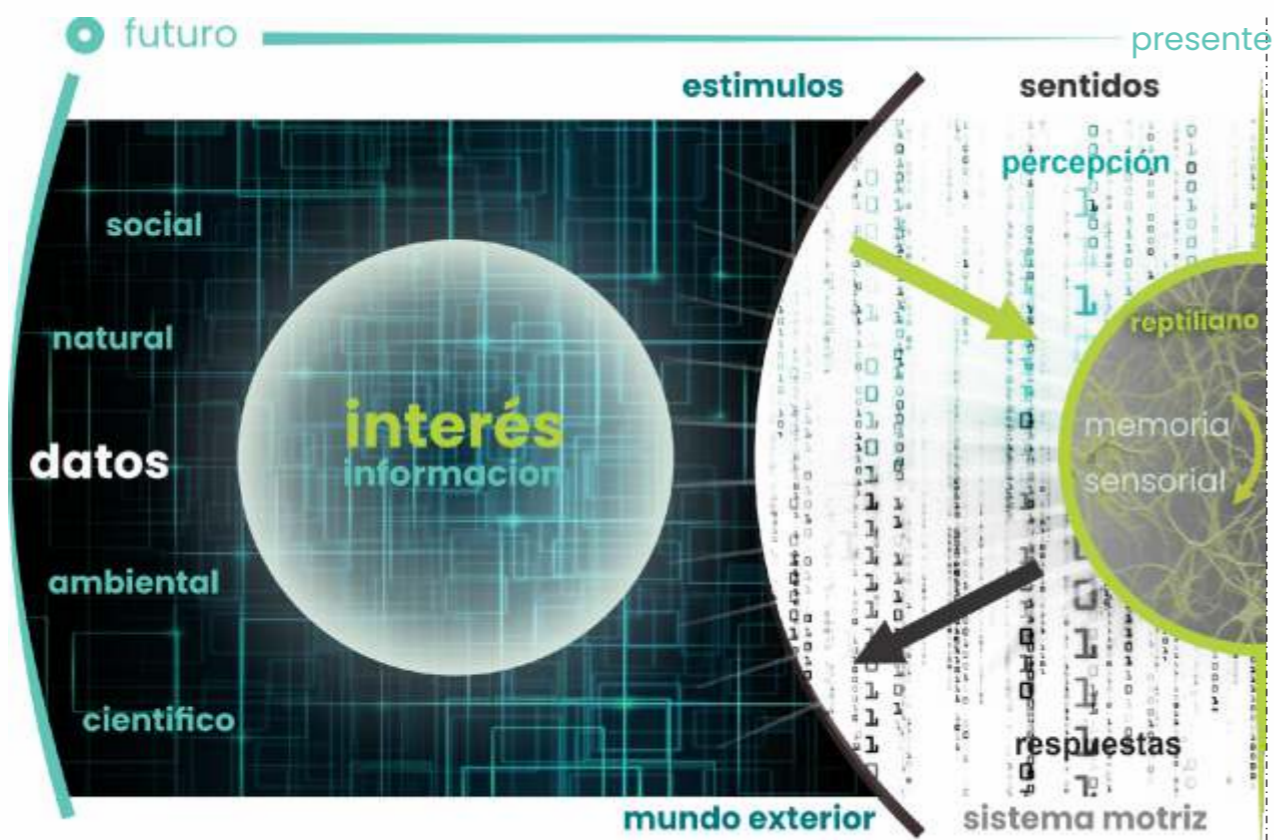 futuro
presente
estimulos
sentidos
percepción
social
natural
datos
ambiental
cientifico
interés
informacion
reptiliano
memoria
sensorial
respuestas
mundo exterior
sistema motriz